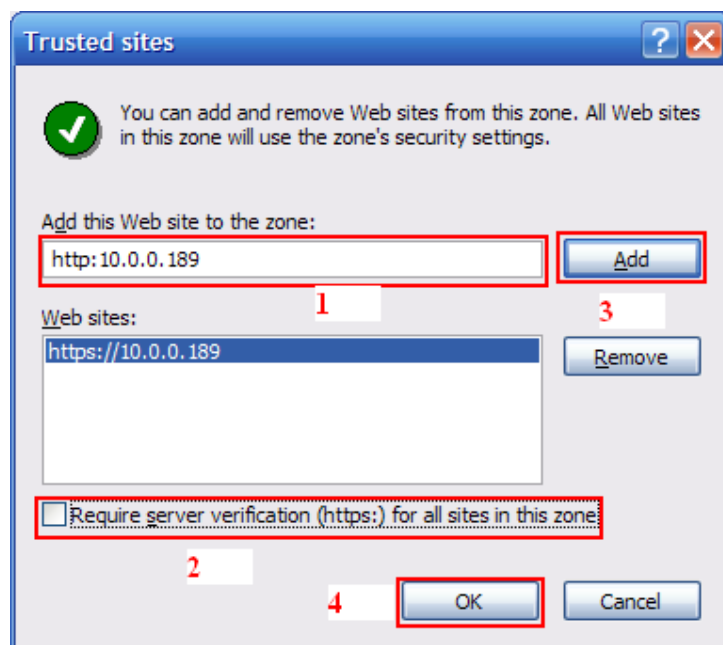 Trusted sites
You can add and remove Web sites from this zone. All Web sites
in this zone will use the zone's security settings.
Add this Web site to the zone:
http:10.0.0.189
Add
1
3
Web sites:
https://10.0.0.189
Remove
Require server verification (https:) for all sites in this zone
2
4
OK
Cancel